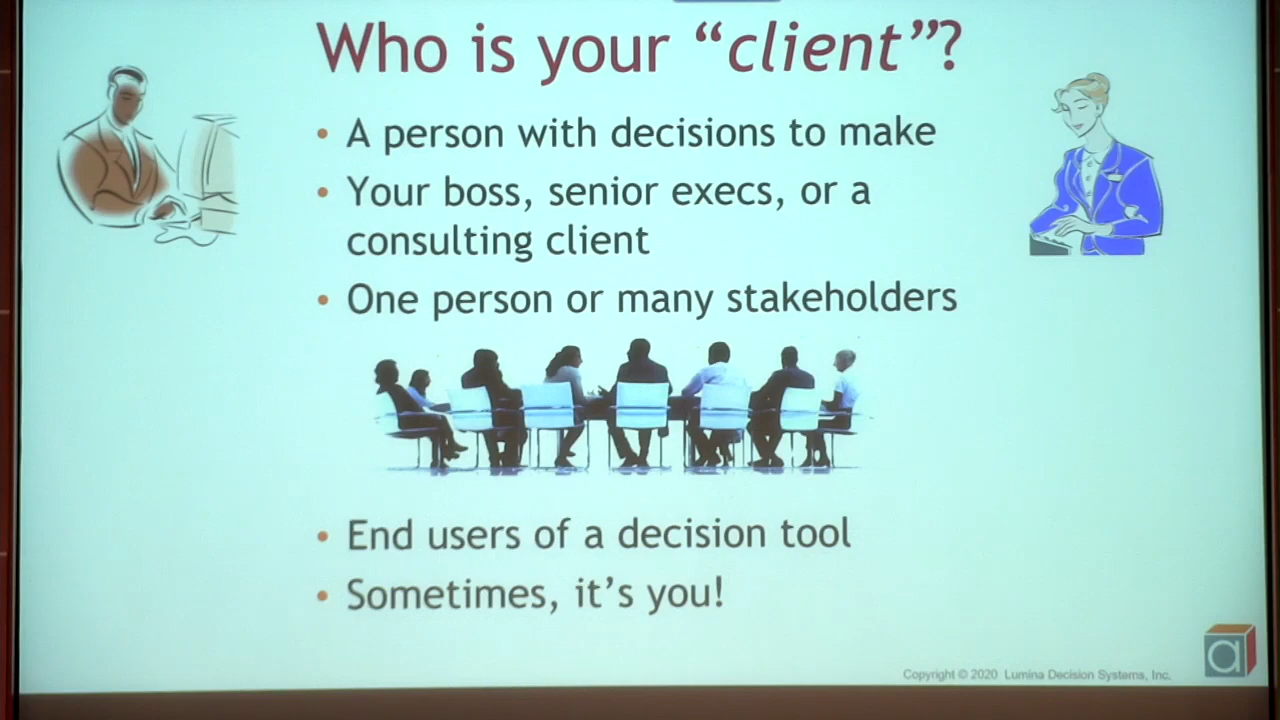 Who is your “client”?
• A person with decisions to make
• Your boss, senior execs, or a
consulting client
• One person or many stakeholders
• End users of a decision tool
• Sometimes, it’s you!
a
Copyright © 2020 Lumina Decision Systems, Inc.